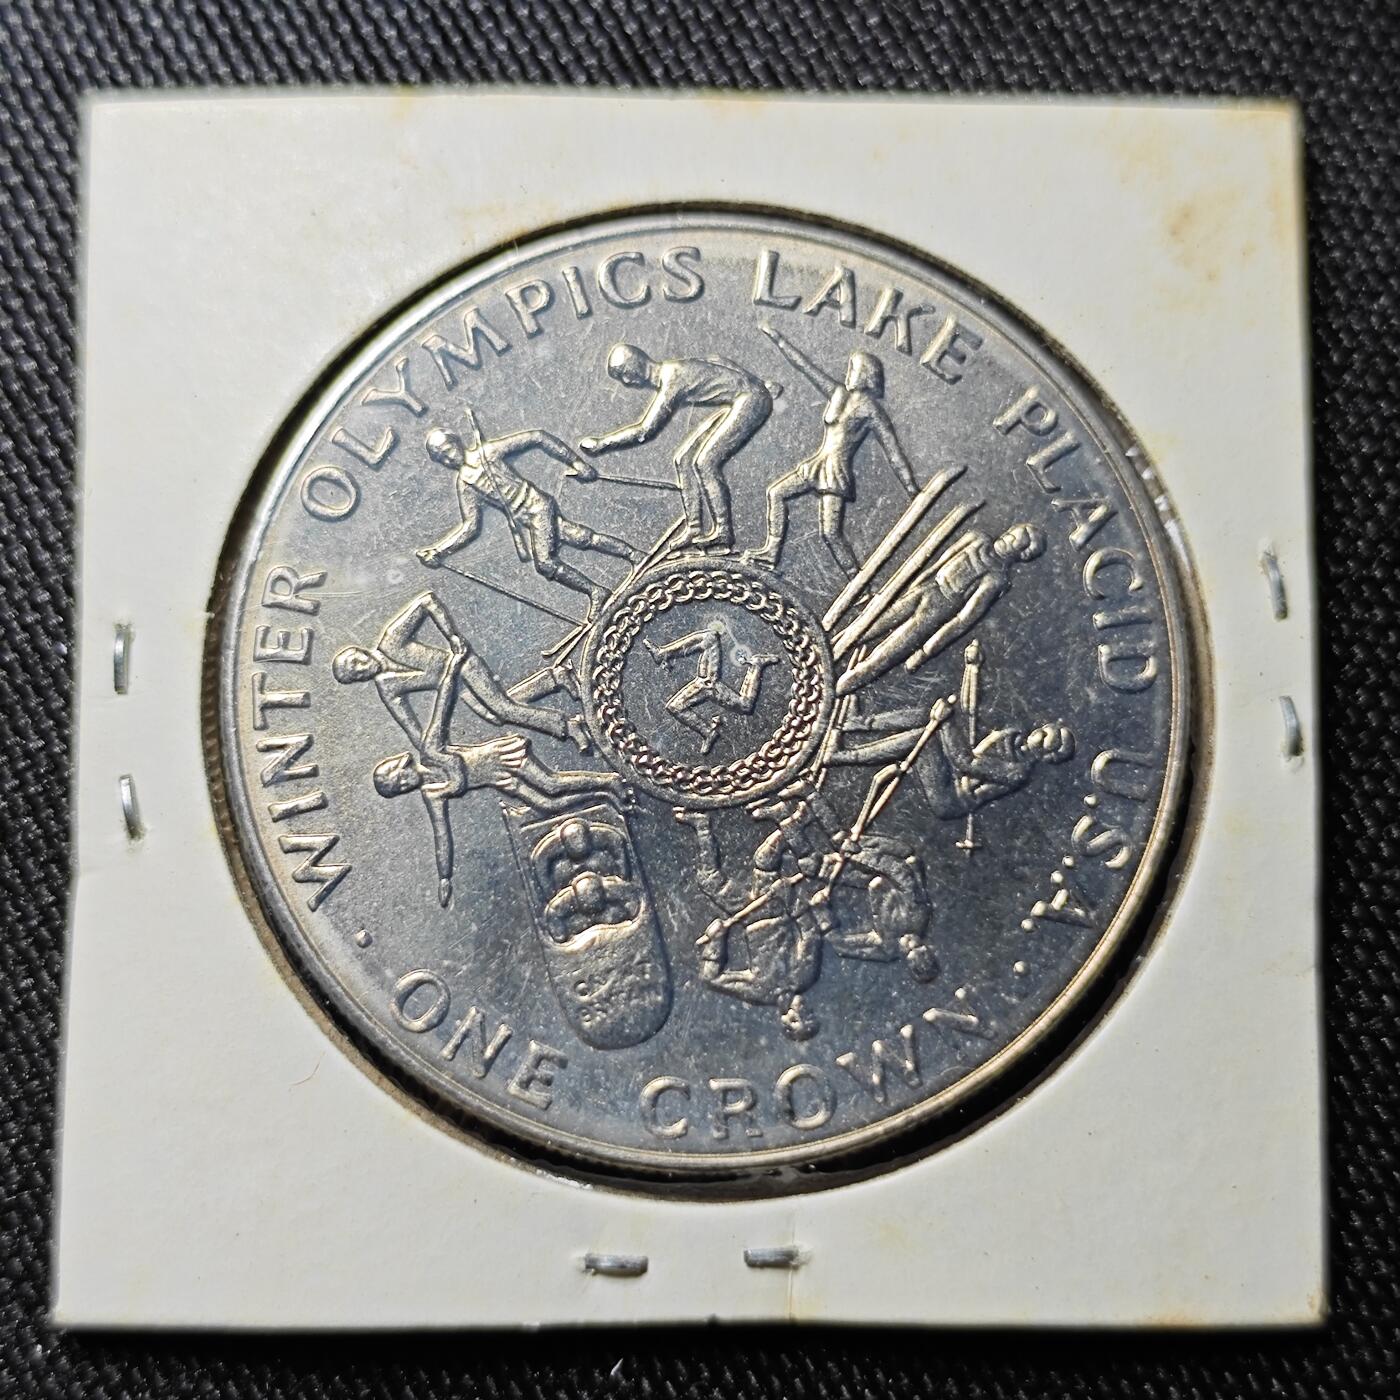 WINTER OLYMPICS LAKE PLACID U.S.A.
ONE CROWN